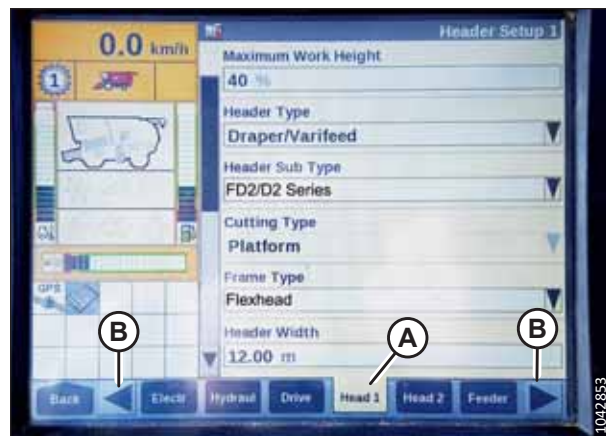 0.0 km/h
Header Setup 1
1
Maximum Work Height
40 %
Header Type
Draper/Varifeed
Header Sub Type
FD2/D2 Series
Cutting Type
Platform
Frame Type
Flexhead
GPS
Header Width
12.00 m
B
A
B
Back
Electr
Hydraul
Drive
Head 1
Head 2
Feeder
1042853